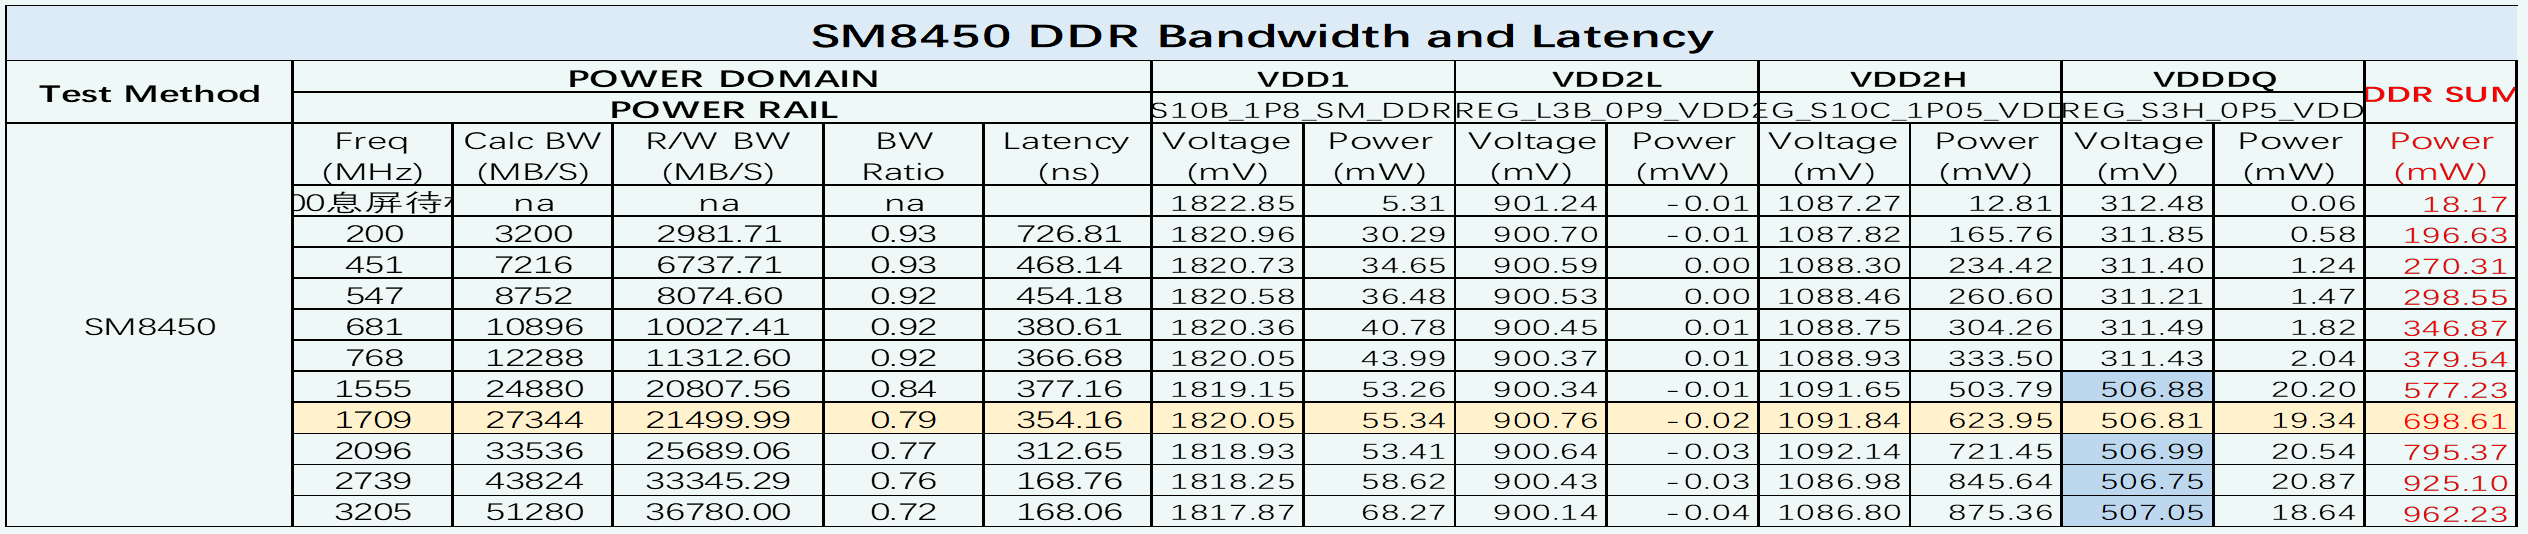 SM8450 DDR Bandwidth and Latency
Test Method POWER DOMAIN VDD1 VDD2L VDD2H VDDDQ DDR SUM
POWER RAIL S10B_1P8_SM_DDR REG_L3B_0P9_VDD2 EG_S10C_1P05_VDD REG_S3H_0P5_VDD
Freq (MHz) Calc BW (MB/S) R/W BW (MB/S) BW Ratio Latency (ns) Voltage (mV) Power (mW) Voltage (mV) Power (mW) Voltage (mV) Power (mW) Voltage (mV) Power (mW) Power (mW)
00息屏待 na na na 1822.85 5.31 901.24 -0.01 1087.27 12.81 312.48 0.06 18.17
200 3200 2981.71 0.93 726.81 1820.96 30.29 900.70 -0.01 1087.82 165.76 311.85 0.58 196.63
451 7216 6737.71 0.93 468.14 1820.73 34.65 900.59 0.00 1088.30 234.42 311.40 1.24 270.31
547 8752 8074.60 0.92 454.18 1820.58 36.48 900.53 0.00 1088.46 260.60 311.21 1.47 298.55
SM8450 681 10896 10027.41 0.92 380.61 1820.36 40.78 900.45 0.01 1088.75 304.26 311.49 1.82 346.87
768 12288 11312.60 0.92 366.68 1820.05 43.99 900.37 0.01 1088.93 333.50 311.43 2.04 379.54
1555 24880 20807.56 0.84 377.16 1819.15 53.26 900.34 -0.01 1091.65 503.79 506.88 20.20 577.23
1709 27344 21499.99 0.79 354.16 1820.05 55.34 900.76 -0.02 1091.84 623.95 506.81 19.34 698.61
2096 33536 25689.06 0.77 312.65 1818.93 53.41 900.64 -0.03 1092.14 721.45 506.99 20.54 795.37
2739 43824 33345.29 0.76 168.76 1818.25 58.62 900.43 -0.03 1086.98 845.64 506.75 20.87 925.10
3205 51280 36780.00 0.72 168.06 1817.87 68.27 900.14 -0.04 1086.80 875.36 507.05 18.64 962.23